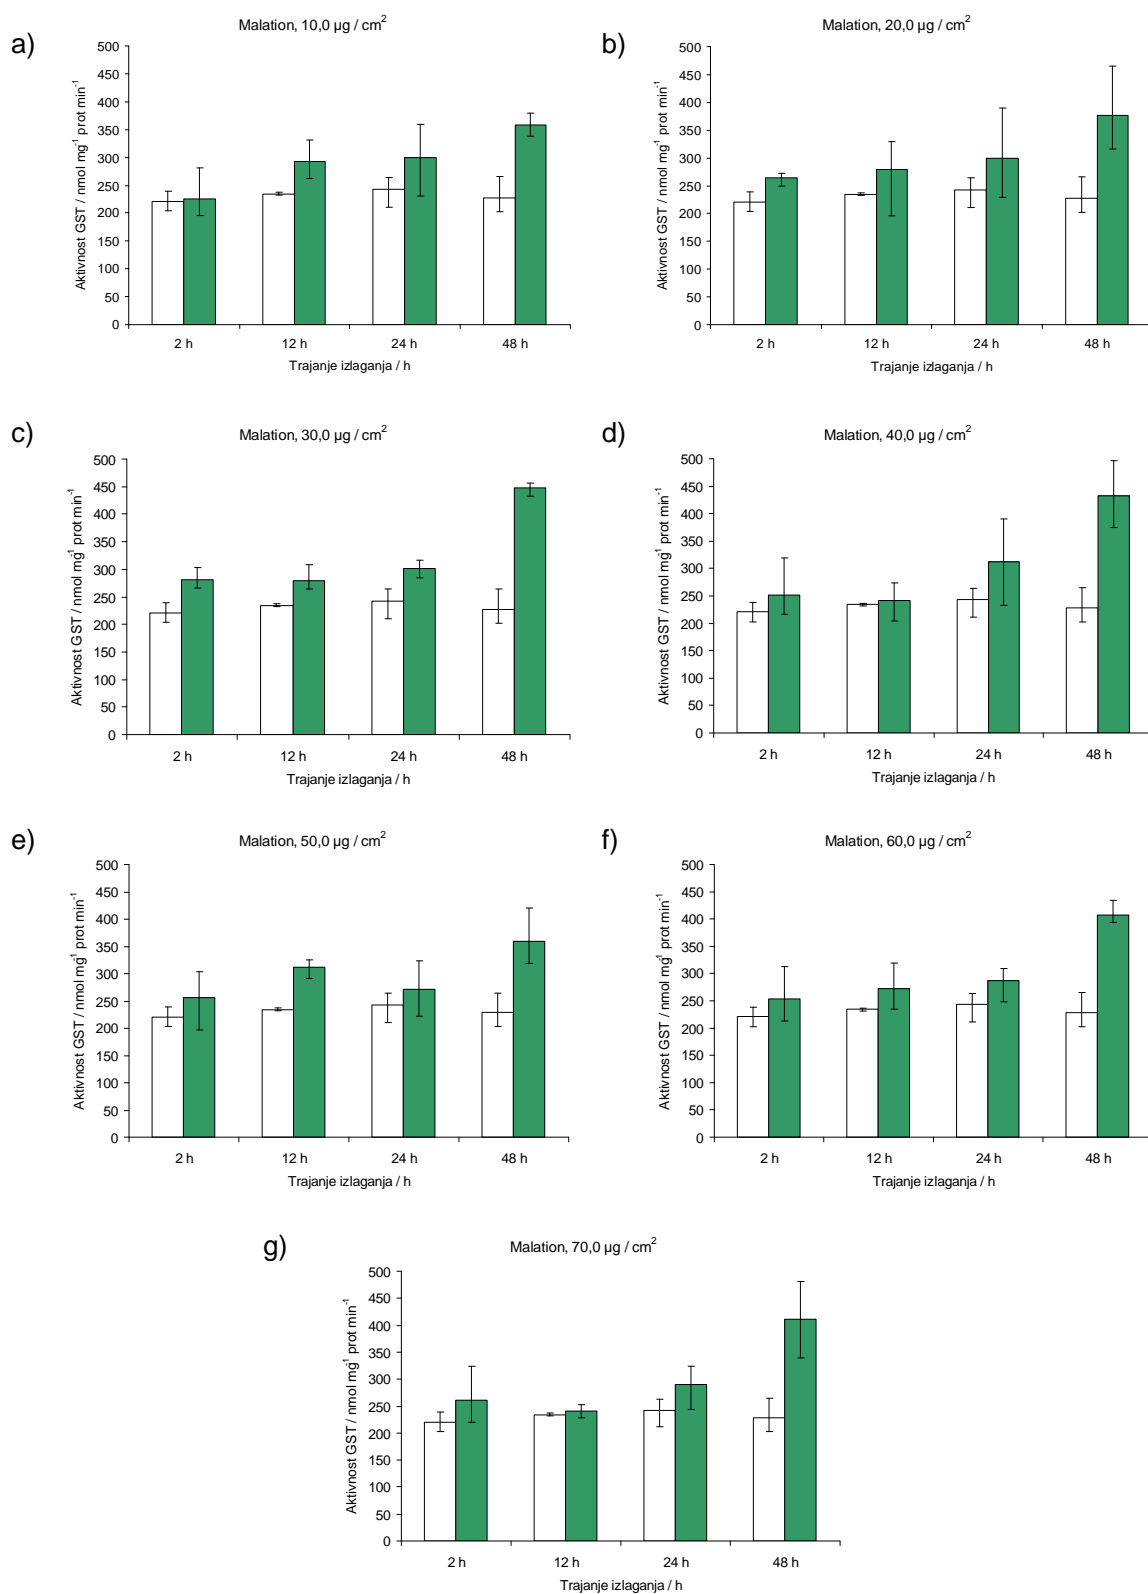 a)
Malation, 10,0 µg / cm²
Aktivnost GST / nmol mg⁻¹ prot min⁻¹
500
450
400
350
300
250
200
150
100
50
0
2 h 12 h 24 h 48 h
Trajanje izlaganja / h
b)
Malation, 20,0 µg / cm²
Aktivnost GST / nmol mg⁻¹ prot min⁻¹
500
450
400
350
300
250
200
150
100
50
0
2 h 12 h 24 h 48 h
Trajanje izlaganja / h
c)
Malation, 30,0 µg / cm²
Aktivnost GST / nmol mg⁻¹ prot min⁻¹
500
450
400
350
300
250
200
150
100
50
0
2 h 12 h 24 h 48 h
Trajanje izlaganja / h
d)
Malation, 40,0 µg / cm²
Aktivnost GST / nmol mg⁻¹ prot min⁻¹
500
450
400
350
300
250
200
150
100
50
0
2 h 12 h 24 h 48 h
Trajanje izlaganja / h
e)
Malation, 50,0 µg / cm²
Aktivnost GST / nmol mg⁻¹ prot min⁻¹
500
450
400
350
300
250
200
150
100
50
0
2 h 12 h 24 h 48 h
Trajanje izlaganja / h
f)
Malation, 60,0 µg / cm²
Aktivnost GST / nmol mg⁻¹ prot min⁻¹
500
450
400
350
300
250
200
150
100
50
0
2 h 12 h 24 h 48 h
Trajanje izlaganja / h
g)
Malation, 70,0 µg / cm²
Aktivnost GST / nmol mg⁻¹ prot min⁻¹
500
450
400
350
300
250
200
150
100
50
0
2 h 12 h 24 h 48 h
Trajanje izlaganja / h